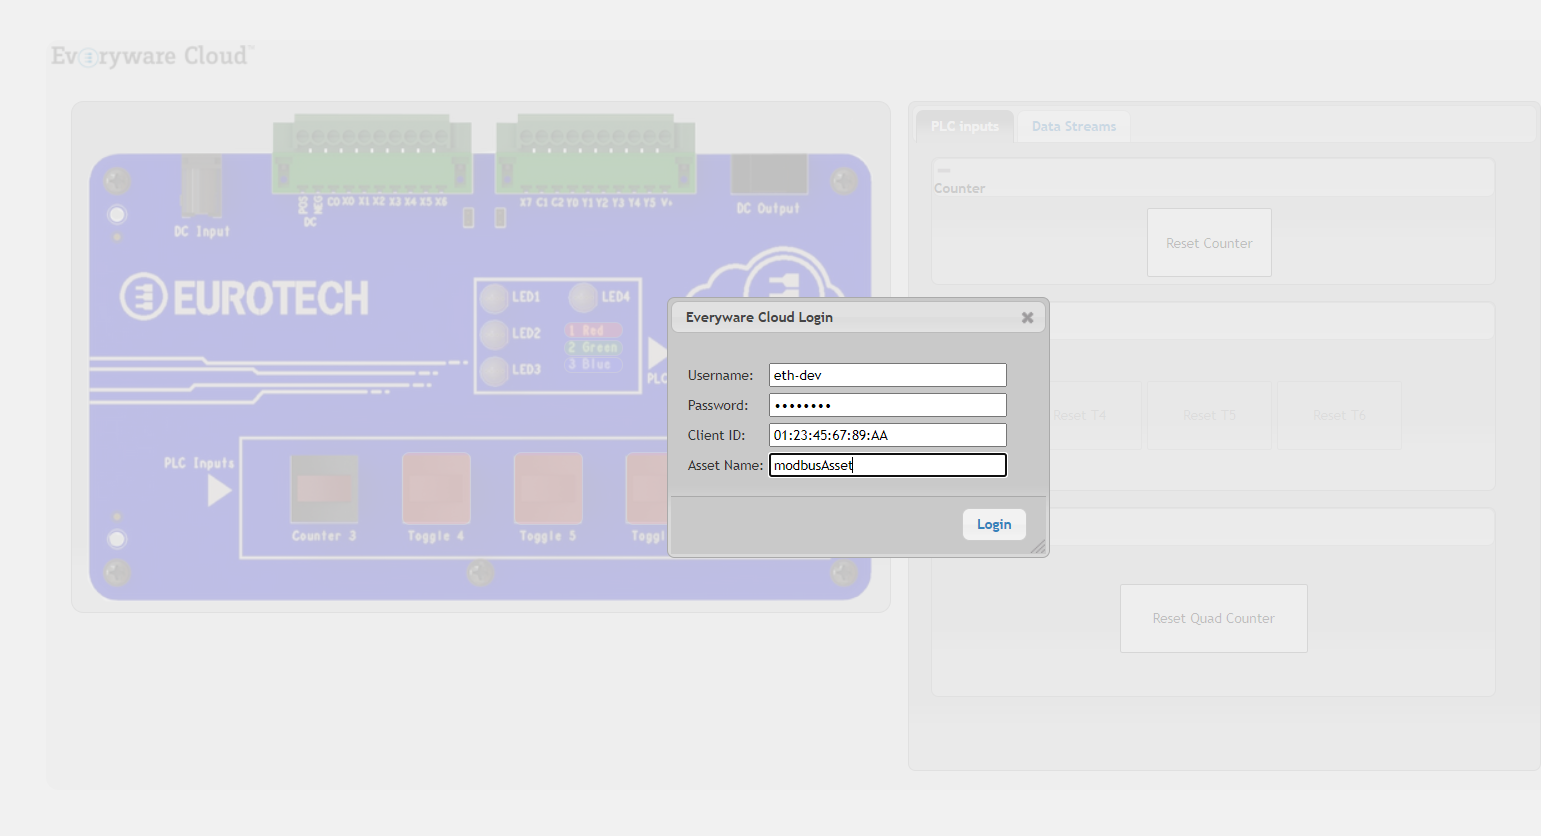 Everyware Cloud™
PLC inputs
Data Streams
Counter
Reset Counter
POS
NEG
DC
C0 X0 X1 X2 X3 X4 X5 X6
X7 C1 C2 Y0 Y1 Y2 Y3 Y4 Y5 V+
DC Input
DC Output
EUROTECH
LED1
LED4
LED2
LED3
1 Red
2 Green
3 Blue
PLC
Everyware Cloud Login
Username:
eth-dev
Password:
••••••••
Client ID:
01:23:45:67:89:AA
Asset Name:
modbusAsset
Login
Reset T4
Reset T5
Reset T6
PLC Inputs
Counter 3
Toggle 4
Toggle 5
Toggl
Reset Quad Counter